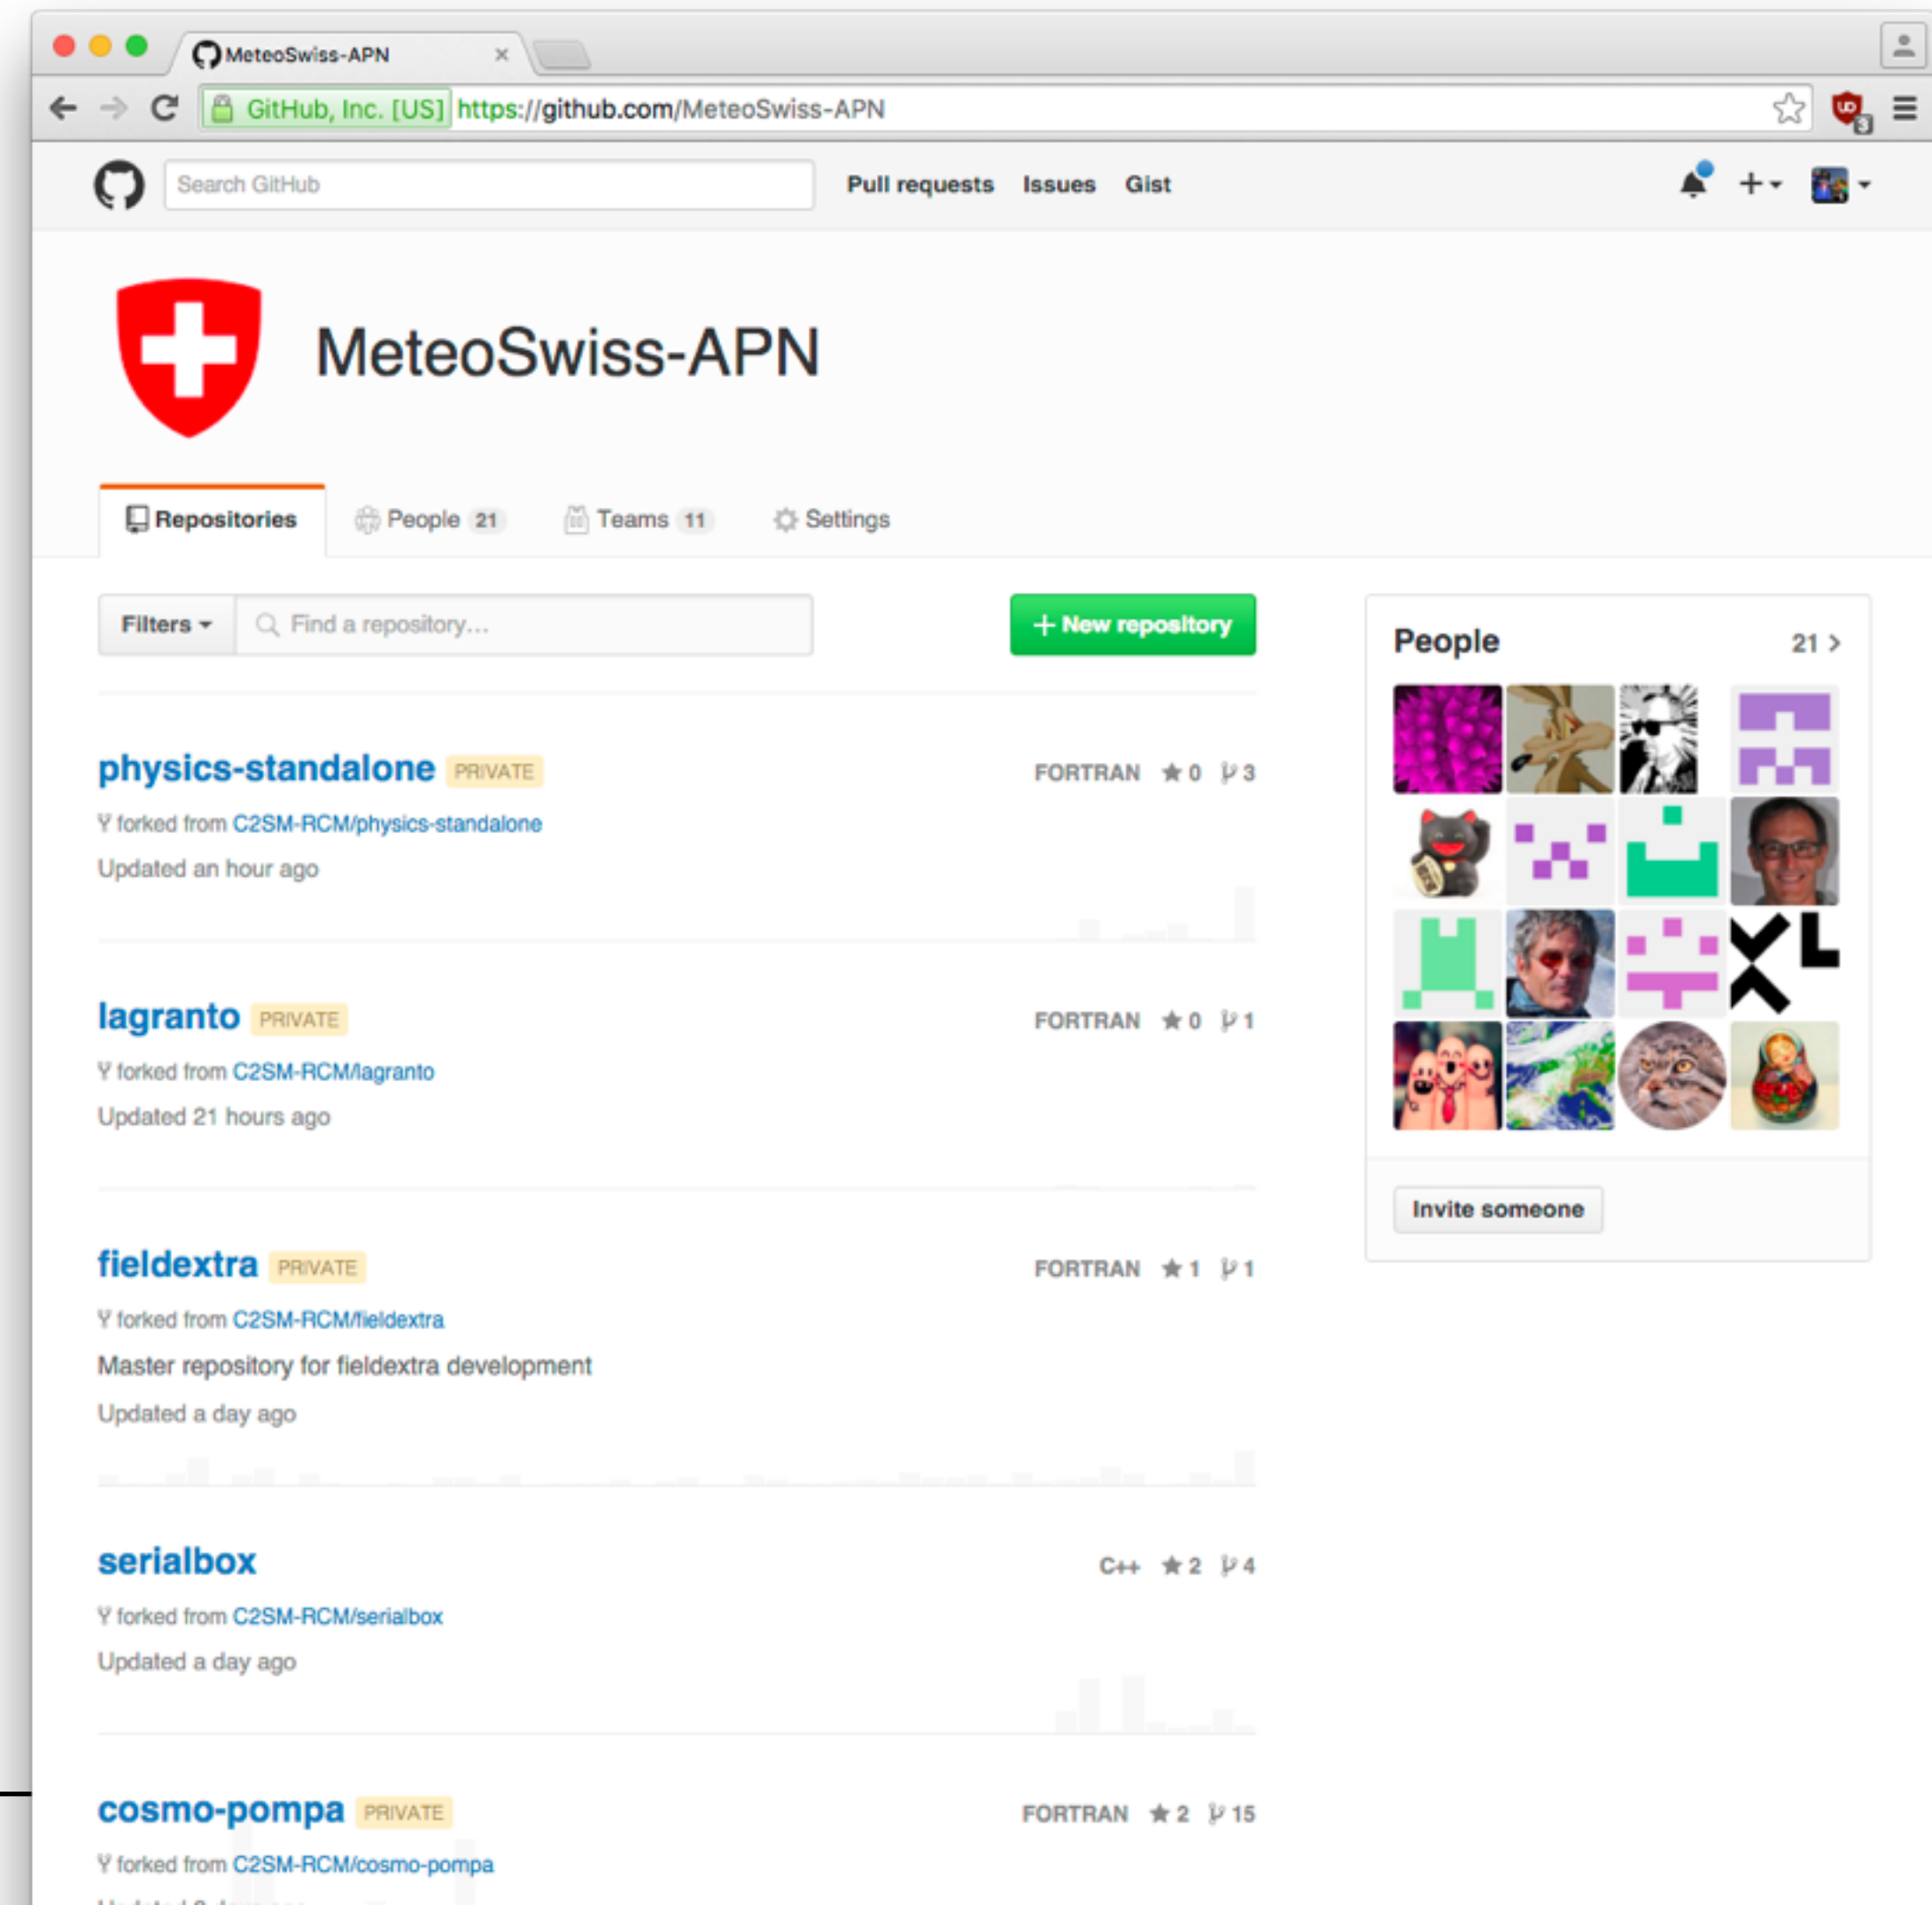 MeteoSwiss-APN
GitHub, Inc. [US] https://github.com/MeteoSwiss-APN
3
Search GitHub Pull requests Issues Gist
MeteoSwiss-APN
Repositories People 21 Teams 11 Settings
Filters Find a repository... + New repository
People 21
physics-standalone PRIVATE FORTRAN 0 3
forked from C2SM-RCM/physics-standalone
Updated an hour ago
lagranto PRIVATE FORTRAN 0 1
forked from C2SM-RCM/lagranto
Updated 21 hours ago
Invite someone
fieldextra PRIVATE FORTRAN 1 1
forked from C2SM-RCM/fieldextra
Master repository for fieldextra development
Updated a day ago
serialbox C++ 2 4
forked from C2SM-RCM/serialbox
Updated a day ago
cosmo-pompa PRIVATE FORTRAN 2 15
forked from C2SM-RCM/cosmo-pompa